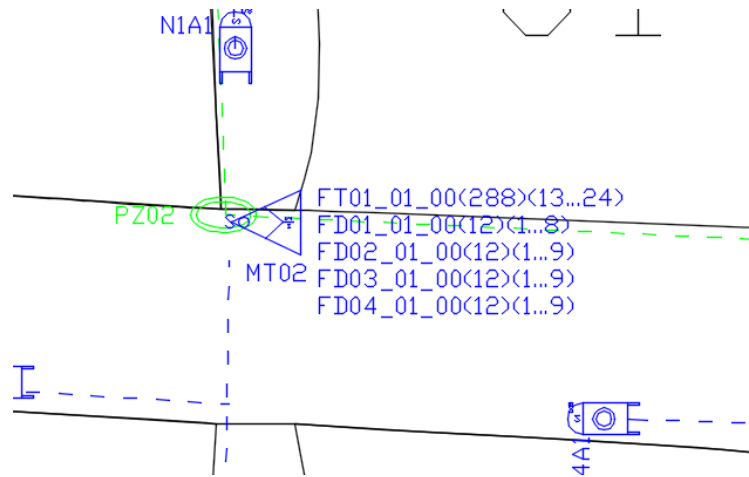 N1A1
FT01_01_00(288)(13...24)
PZ02
FD01_01_00(12)(1...8)
FD02_01_00(12)(1...9)
MT02
FD03_01_00(12)(1...9)
FD04_01_00(12)(1...9)
4A1